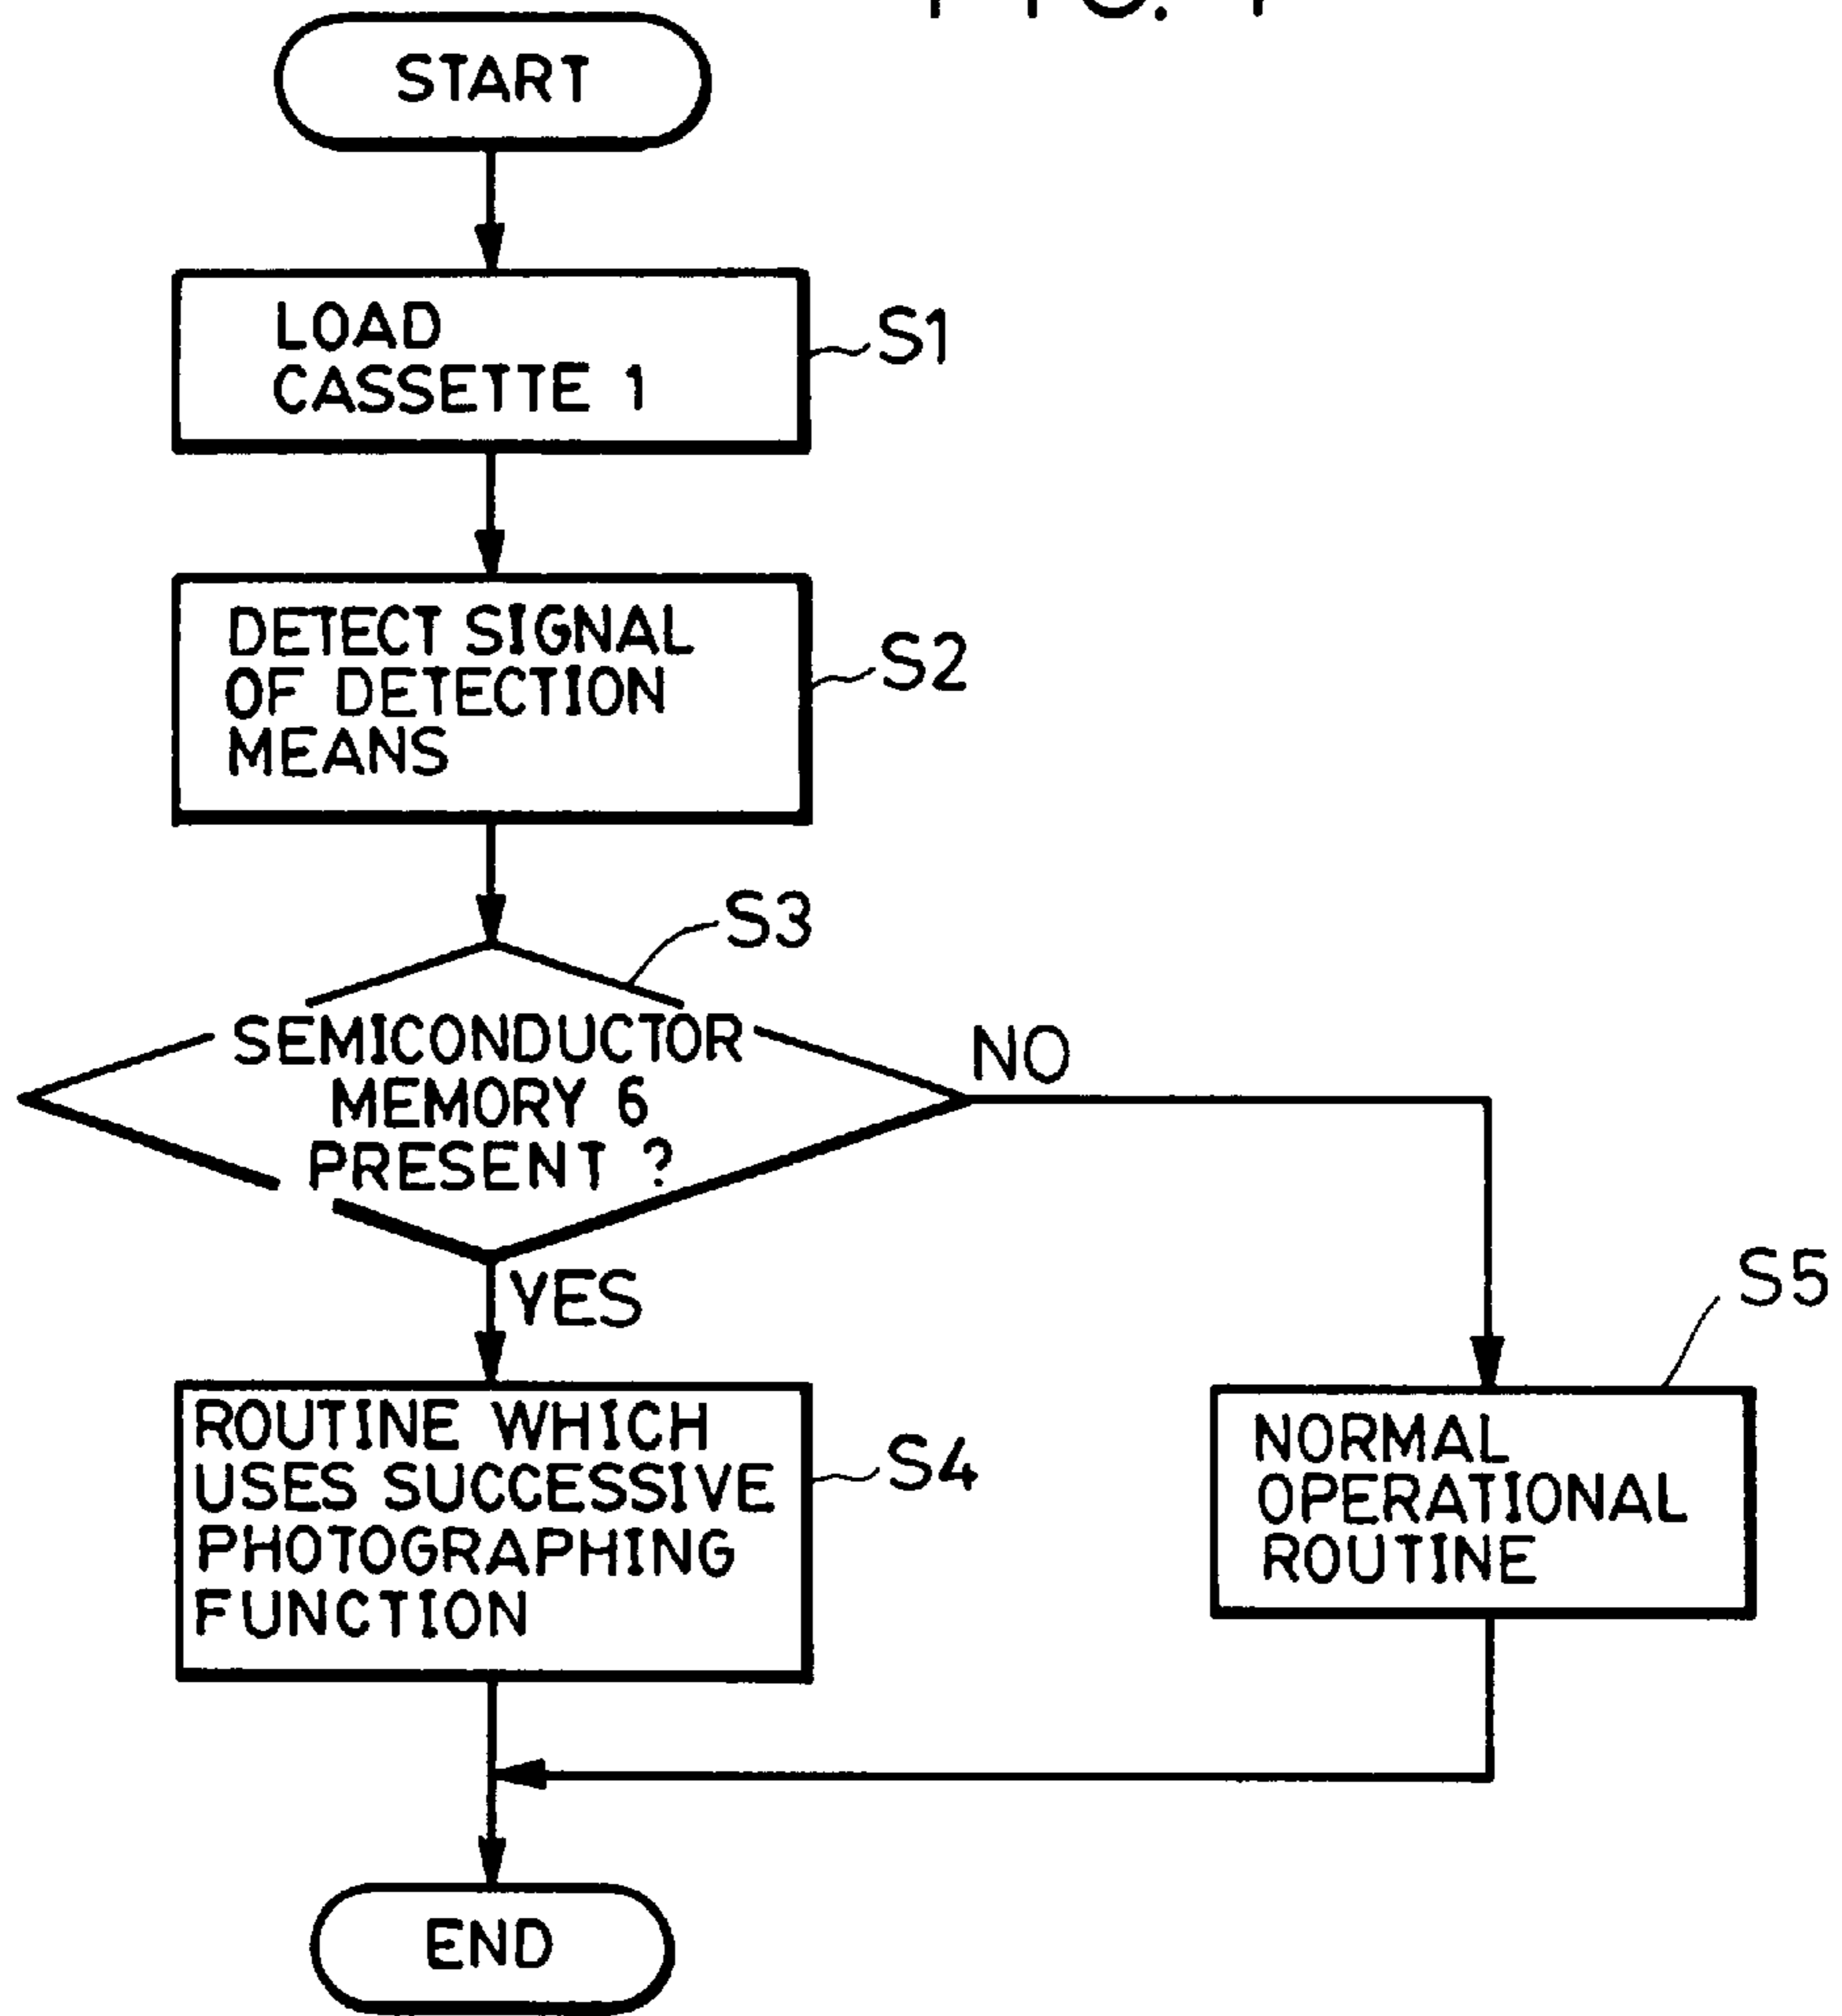 START
LOAD
CASSETTE 1
S1
DETECT SIGNAL
OF DETECTION
MEANS
S2
S3
SEMICONDUCTOR
MEMORY 6
PRESENT ?
NO
YES
S5
ROUTINE WHICH
USES SUCCESSIVE
PHOTOGRAPHING
FUNCTION
S4
NORMAL
OPERATIONAL
ROUTINE
END